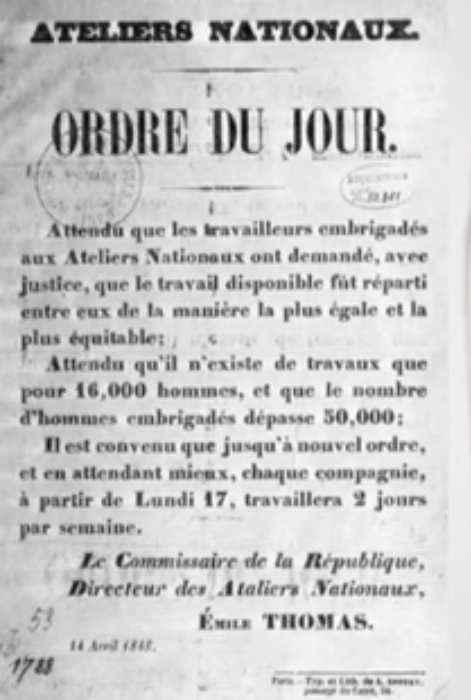 ATELIERS NATIONAUX.
ORDRE DU JOUR.
Attendu que les travailleurs embrigadés
aux Ateliers Nationaux ont demandé, avec
justice, que le travail disponible fût réparti
entre eux de la manière la plus égale et la
plus équitable;
Attendu qu'il n'existe de travaux que
pour 16,000 hommes, et que le nombre
d'hommes embrigadés dépasse 50,000;
Il est convenu que jusqu'à nouvel ordre,
et en attendant mieux, chaque compagnie,
à partir de Lundi 17, travaillera 2 jours
par semaine.
Le Commissaire de la République,
Directeur des Ataliers Nationaux,
ÉMILE THOMAS.
53
14 Avril 1848.
1788
Paris. — Typ. et Lith. de A.
passage du Caire, 54.